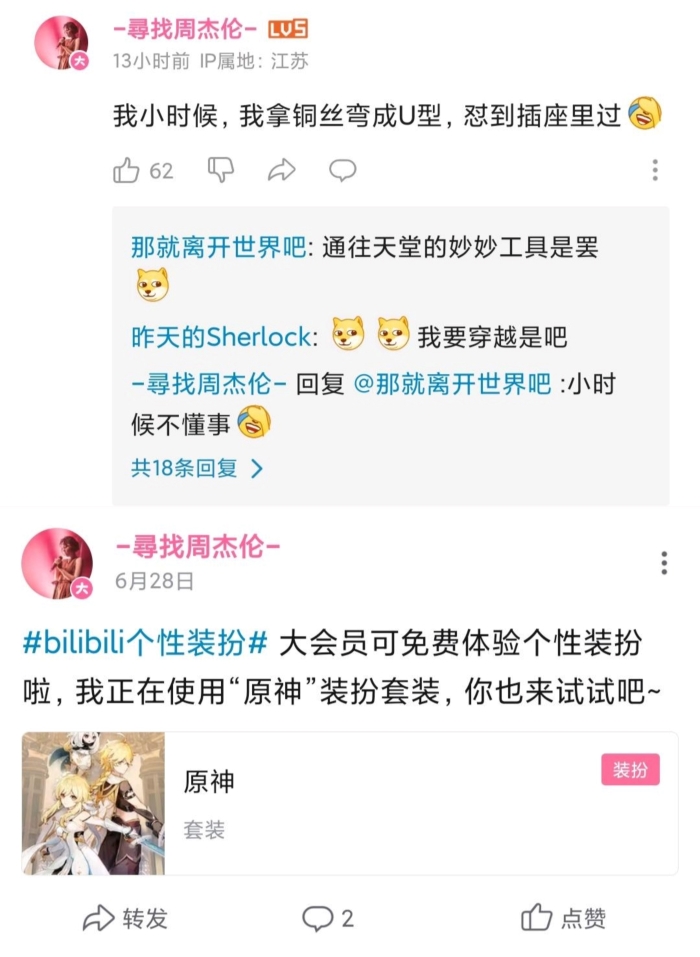 -尋找周杰伦- LV5
13小时前 IP属地：江苏
我小时候，我拿铜丝弯成U型，怼到插座里过
62
那就离开世界吧: 通往天堂的妙妙工具是罢
昨天的Sherlock: 我要穿越是吧
-尋找周杰伦- 回复 @那就离开世界吧 :小时
候不懂事
共18条回复 >
-尋找周杰伦-
6月28日
#bilibili个性装扮# 大会员可免费体验个性装扮
啦，我正在使用“原神”装扮套装，你也来试试吧~
原神
装扮
套装
转发 2 点赞